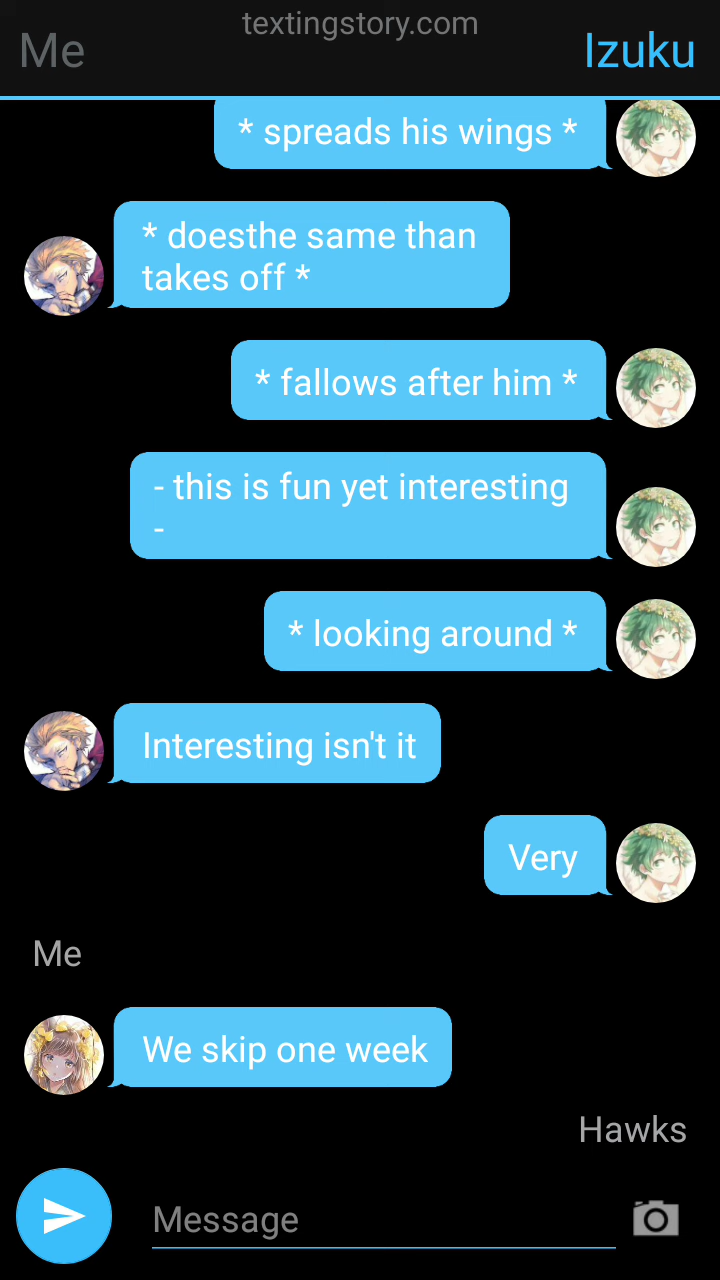 textingstory.com
Me
Izuku
* spreads his wings *
* doesthe same than
takes off *
* fallows after him *
- this is fun yet interesting
-
* looking around *
Interesting isn't it
Very
Me
We skip one week
Hawks
Message